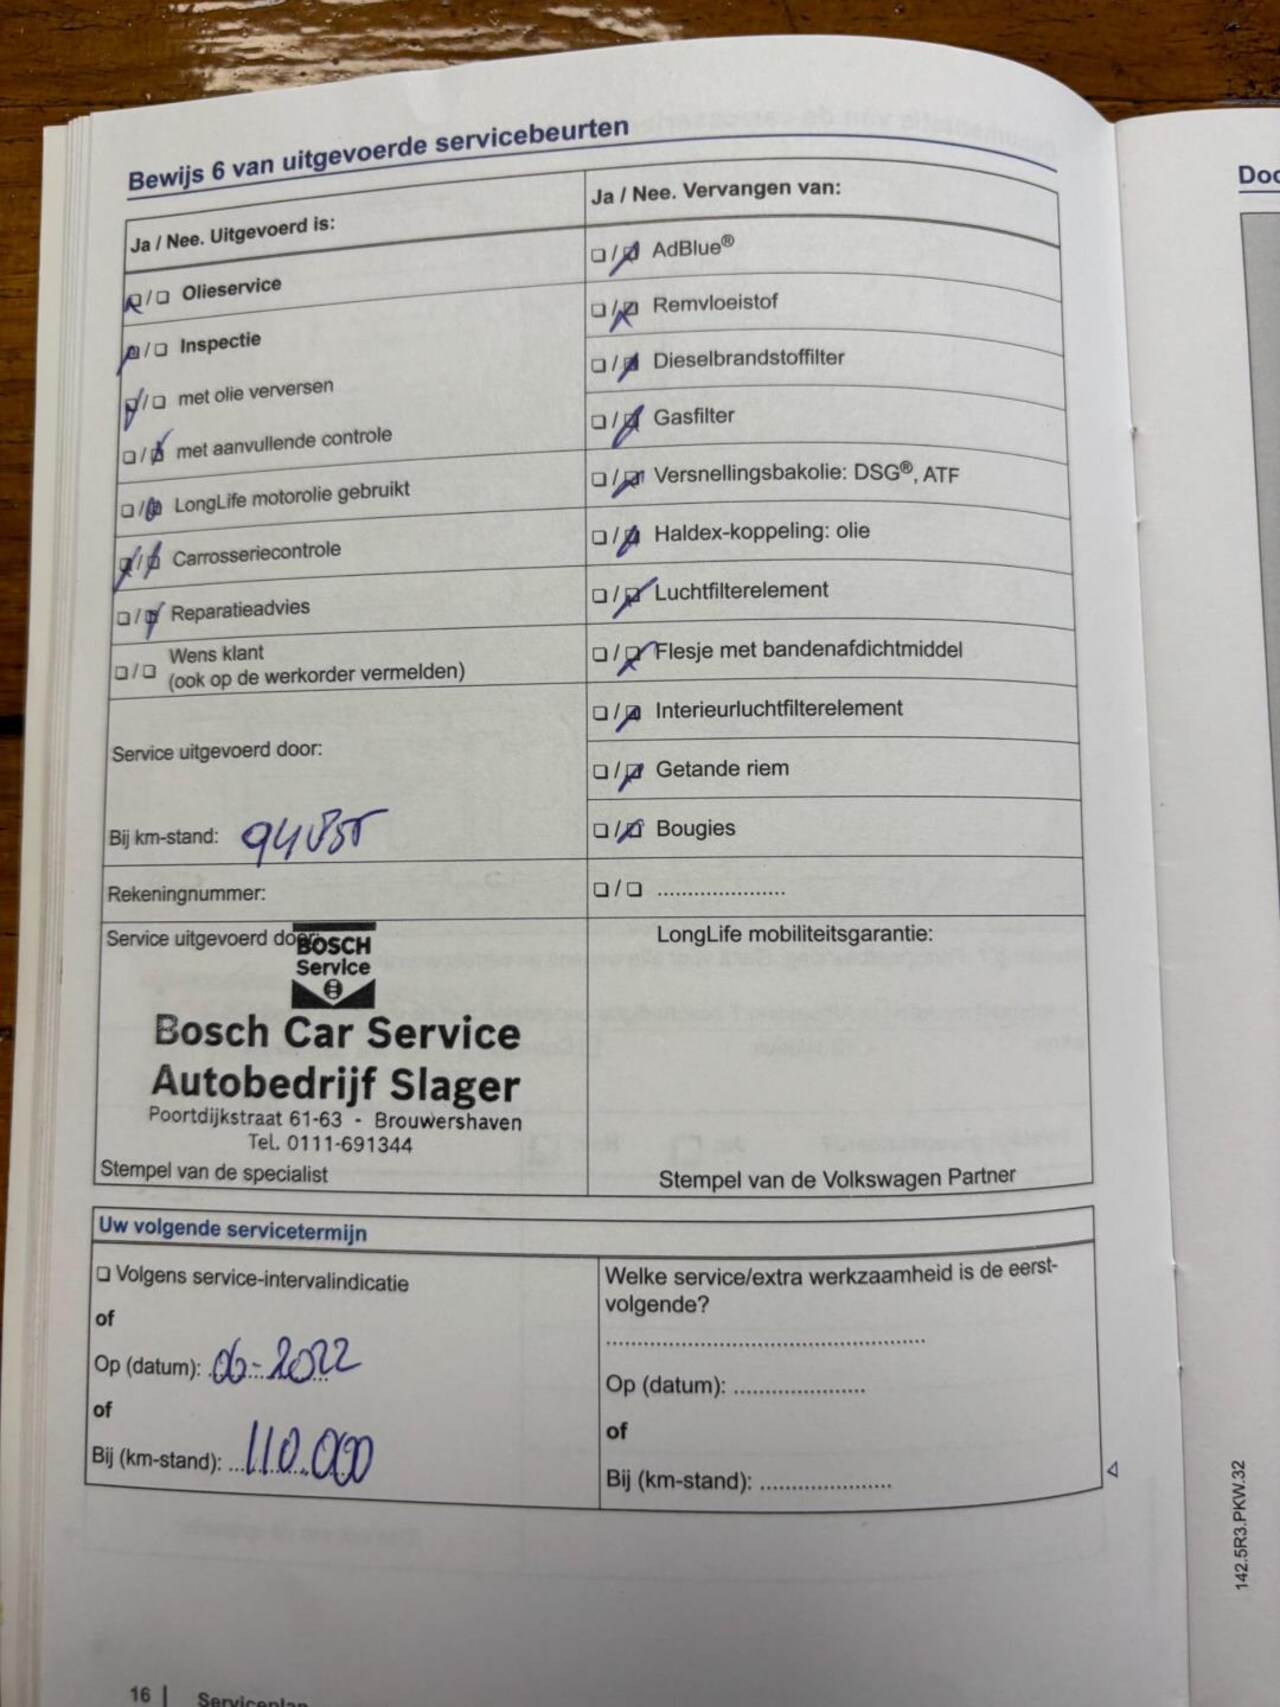 Bewijs 6 van uitgevoerde servicebeurten
Ja / Nee. Uitgevoerd is:
☐/☐ Olieservice
☐/☐ Inspectie
☐/☐ met olie verversen
☐/☐ met aanvullende controle
☐/☐ LongLife motorolie gebruikt
☐/☐ Carrosseriecontrole
☐/☐ Reparatieadvies
☐/☐ Wens klant
(ook op de werkorder vermelden)
Service uitgevoerd door:
Bij km-stand:
Rekeningnummer:
Ja / Nee. Vervangen van:
☐/☐ AdBlue®
☐/☐ Remvloeistof
☐/☐ Dieselbrandstoffilter
☐/☐ Gasfilter
☐/☐ Versnellingsbakolie: DSG®, ATF
☐/☐ Haldex-koppeling: olie
☐/☐ Luchtfilterelement
☐/☐ Flesje met bandenafdichtmiddel
☐/☐ Interieurluchtfilterelement
☐/☐ Getande riem
☐/☐ Bougies
☐/☐ .....................
Service uitgevoerd door:
BOSCH
Service
Bosch Car Service
Autobedrijf Slager
Poortdijkstraat 61-63 - Brouwershaven
Tel. 0111-691344
Stempel van de specialist
LongLife mobiliteitsgarantie:
Stempel van de Volkswagen Partner
Uw volgende servicetermijn
☐ Volgens service-intervalindicatie
of
Op (datum): 06-2022
of
Bij (km-stand): 110.000
Welke service/extra werkzaamheid is de eerst-
volgende?
..................................................
Op (datum): .....................
of
Bij (km-stand): .....................
142.5R3.PKW.32
16 | Serviceplan